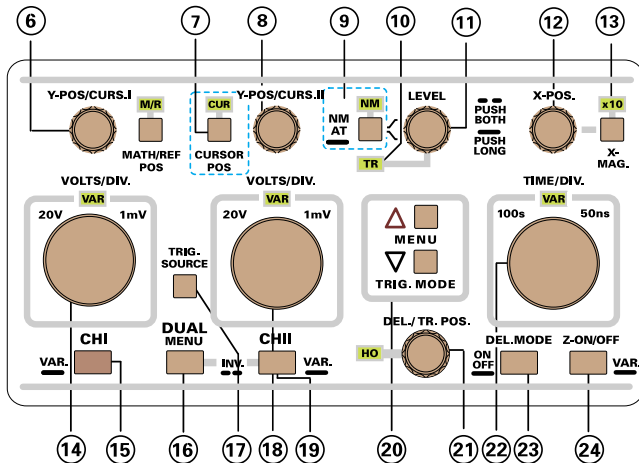 6 7 8 9 10 11 12 13
Y-POS/CURS.I
M/R
CUR
Y-POS/CURS.II
NM
LEVEL
X-POS.
x10
NM
AT
PUSH
BOTH
PUSH
LONG
MATH/REF
POS
CURSOR
POS
TR
X-
MAG.
VOLTS/DIV.
VAR
20V 1mV
VOLTS/DIV.
VAR
20V 1mV
TIME/DIV.
VAR
100s 50ns
TRIG.
SOURCE
MENU
TRIG. MODE
DEL./ TR. POS.
CHI
VAR.
DUAL
MENU
INV.
CHII
VAR.
HO
ON
OFF
DEL.MODE
Z-ON/OFF
VAR.
14 15 16 17 18 19 20 21 22 23 24